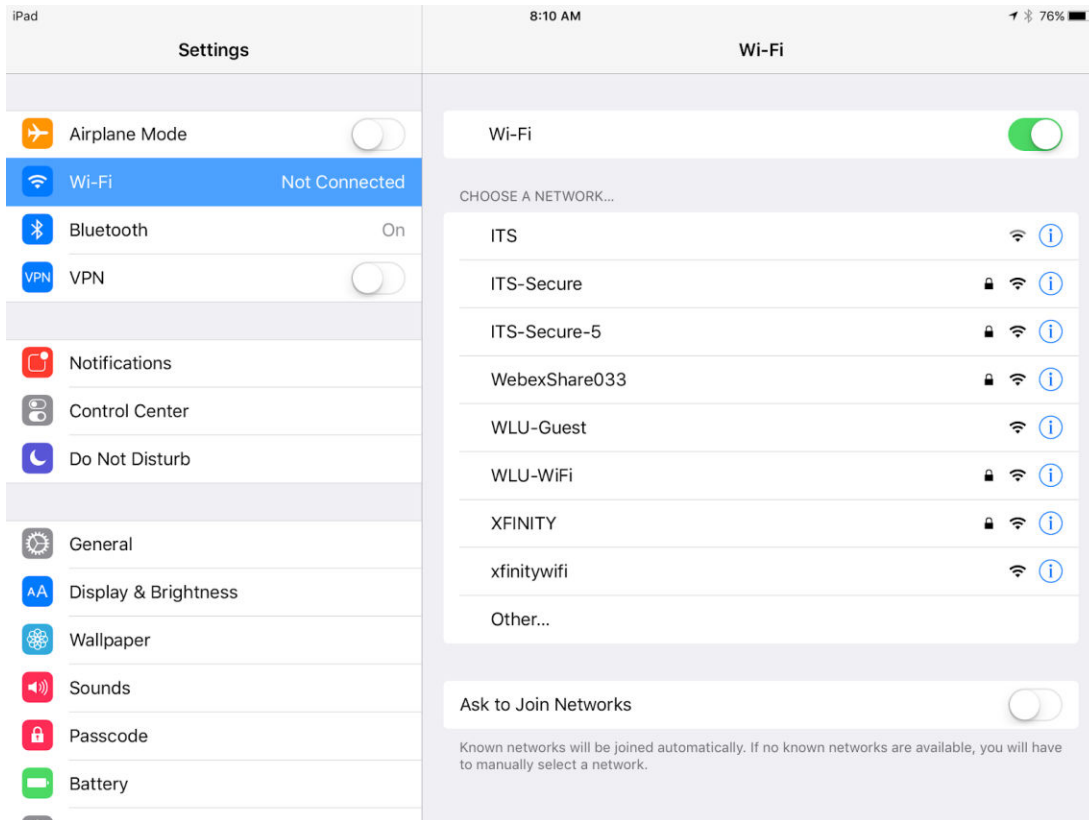 iPad 8:10 AM 76%
Settings
Wi-Fi
Airplane Mode
Wi-Fi Not Connected
Bluetooth On
VPN VPN
Notifications
Control Center
Do Not Disturb
General
AA Display & Brightness
Wallpaper
Sounds
Passcode
Battery
Wi-Fi
CHOOSE A NETWORK...
ITS
ITS-Secure
ITS-Secure-5
WebexShare033
WLU-Guest
WLU-WiFi
XFINITY
xfinitywifi
Other...
Ask to Join Networks
Known networks will be joined automatically. If no known networks are available, you will have
to manually select a network.